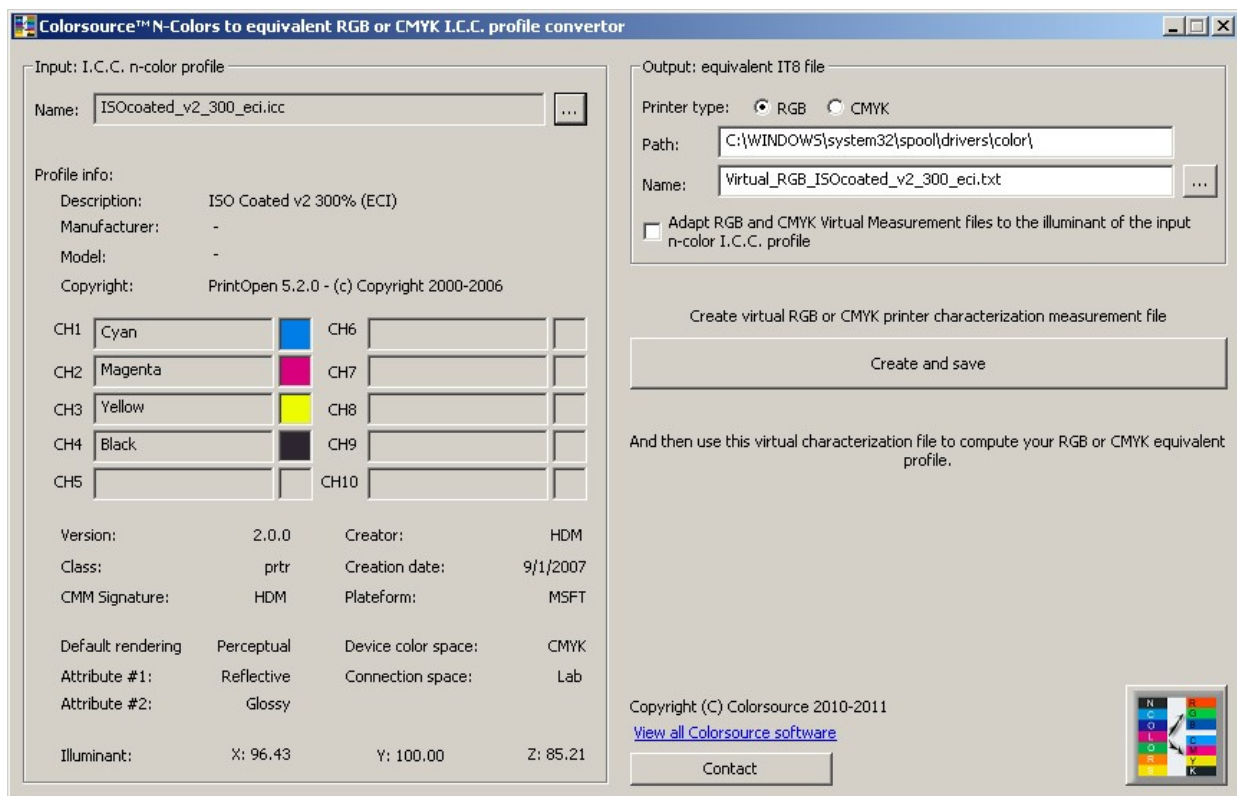 Colorsource™ N-Colors to equivalent RGB or CMYK I.C.C. profile convertor
Input: I.C.C. n-color profile
Name: ISOcoated_v2_300_eci.icc ...
Profile info:
Description: ISO Coated v2 300% (ECI)
Manufacturer: -
Model: -
Copyright: PrintOpen 5.2.0 - (c) Copyright 2000-2006
CH1 Cyan CH6
CH2 Magenta CH7
CH3 Yellow CH8
CH4 Black CH9
CH5 CH10
Version: 2.0.0 Creator: HDM
Class: prtr Creation date: 9/1/2007
CMM Signature: HDM Plateform: MSFT
Default rendering Perceptual Device color space: CMYK
Attribute #1: Reflective Connection space: Lab
Attribute #2: Glossy
Illuminant: X: 96.43 Y: 100.00 Z: 85.21
Output: equivalent IT8 file
Printer type: RGB CMYK
Path: C:\WINDOWS\system32\spool\drivers\color\
Name: Virtual_RGB_ISOcoated_v2_300_eci.txt ...
Adapt RGB and CMYK Virtual Measurement files to the illuminant of the input
n-color I.C.C. profile
Create virtual RGB or CMYK printer characterization measurement file
Create and save
And then use this virtual characterization file to compute your RGB or CMYK equivalent
profile.
Copyright (C) Colorsource 2010-2011
View all Colorsource software
Contact
NCOLORS
RGB
CMYK